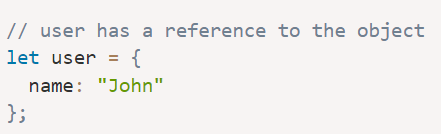 // user has a reference to the object
let user = {
  name: "John"
};